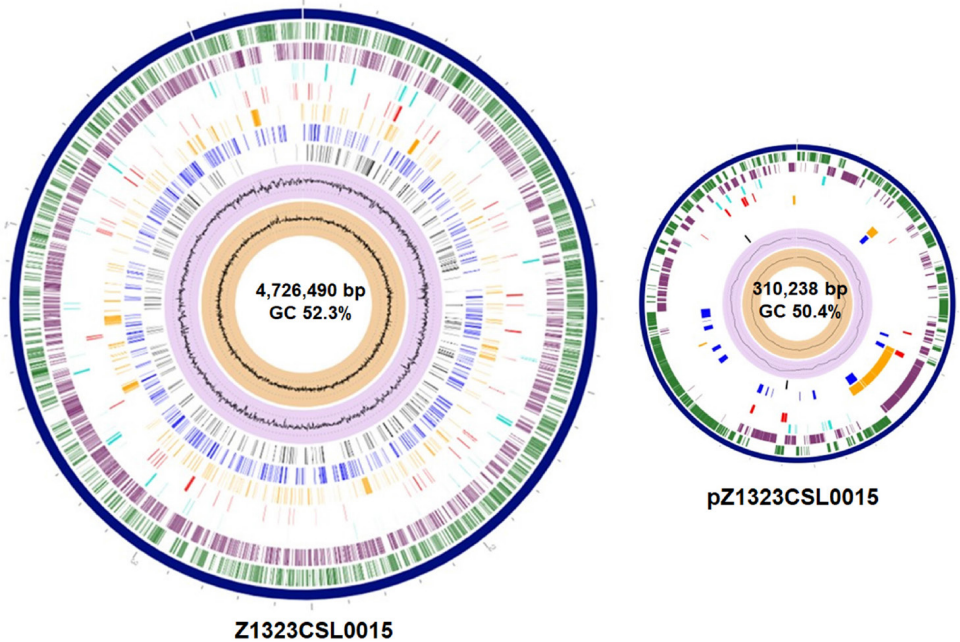 4,726,490 bp
GC 52.3%
Z1323CSL0015
310,238 bp
GC 50.4%
pZ1323CSL0015